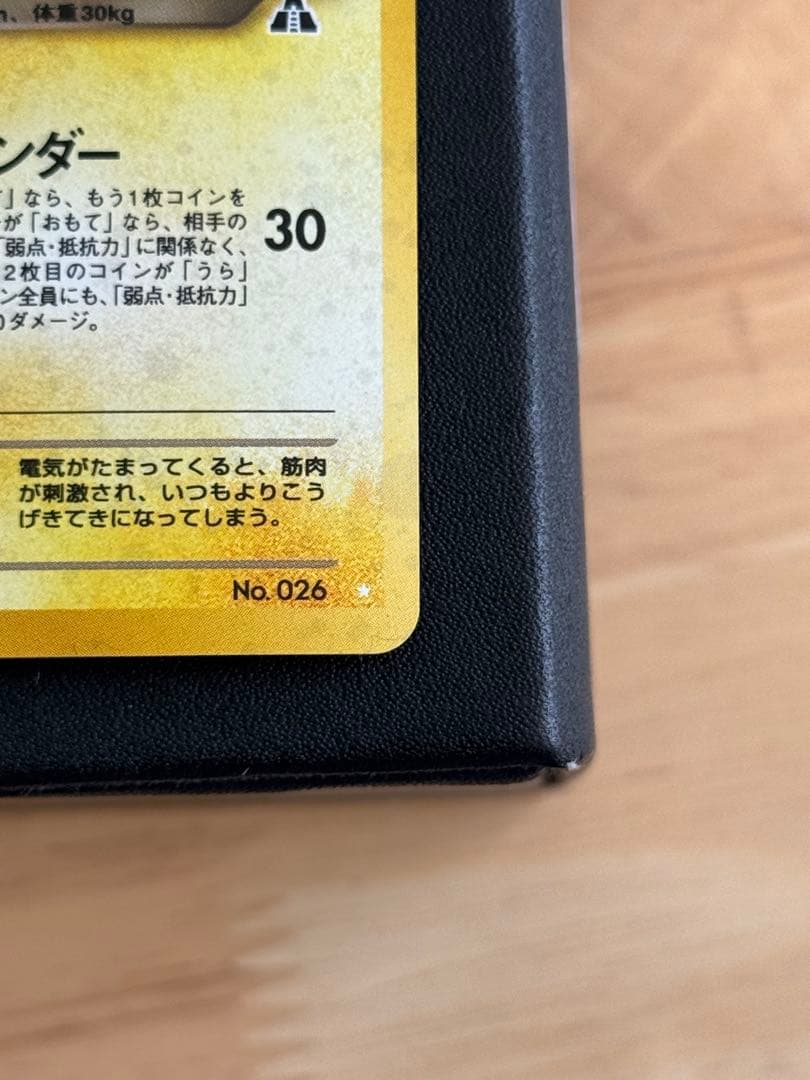 、体重30kg
ンダー
」なら、もう1枚コインを
が「おもて」なら、相手の
「弱点・抵抗力」に関係なく、
2枚目のコインが「うら」
ン全員にも、「弱点・抵抗力」
0ダメージ。
30
電気がたまってくると、筋肉
が刺激され、いつもよりこう
げきてきになってしまう。
No. 026